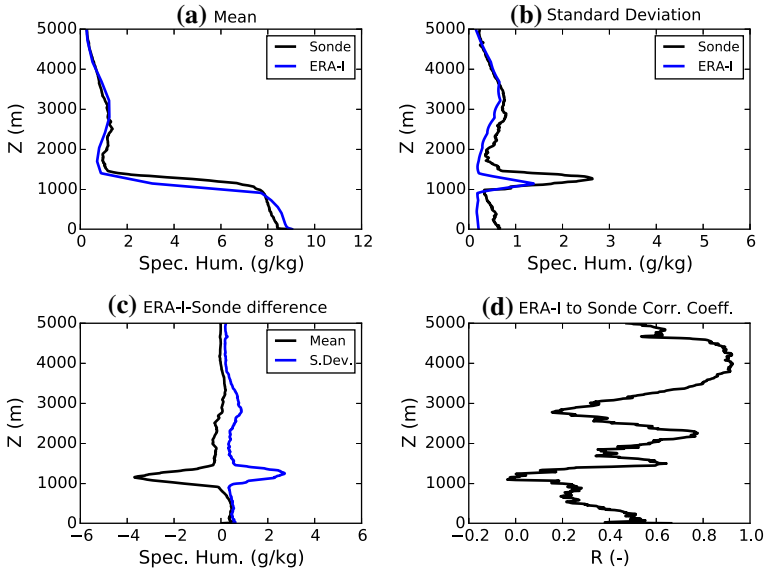 (a) Mean
5000
4000
3000
2000
1000
0
Z (m)
Sonde
ERA-I
0 2 4 6 8 10 12
Spec. Hum. (g/kg)
(b) Standard Deviation
5000
4000
3000
2000
1000
0
Z (m)
Sonde
ERA-I
0 1 2 3 4 5 6
Spec. Hum. (g/kg)
(c) ERA-I-Sonde difference
5000
4000
3000
2000
1000
0
Z (m)
Mean
S.Dev.
−6 −4 −2 0 2 4 6
Spec. Hum. (g/kg)
(d) ERA-I to Sonde Corr. Coeff.
5000
4000
3000
2000
1000
0
Z (m)
−0.2 0.0 0.2 0.4 0.6 0.8 1.0
R (-)